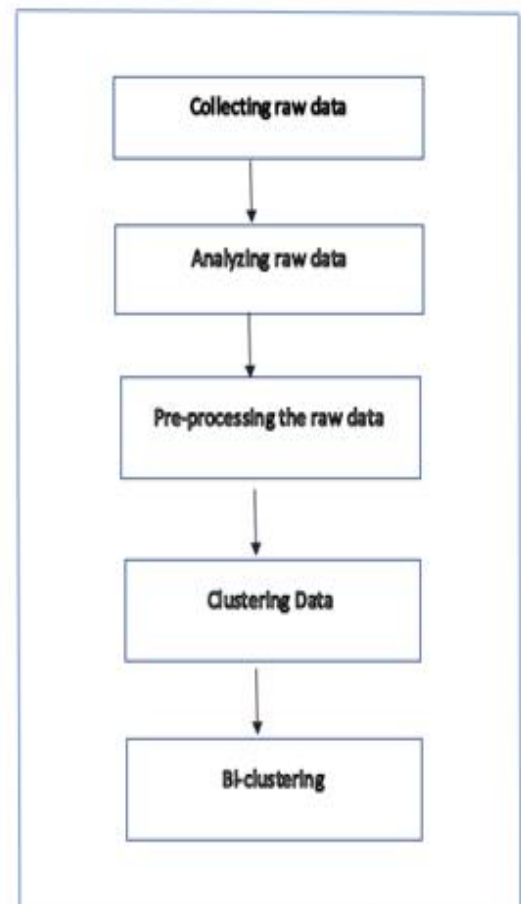 Collecting raw data
Analyzing raw data
Pre-processing the raw data
Clustering Data
Bi-clustering